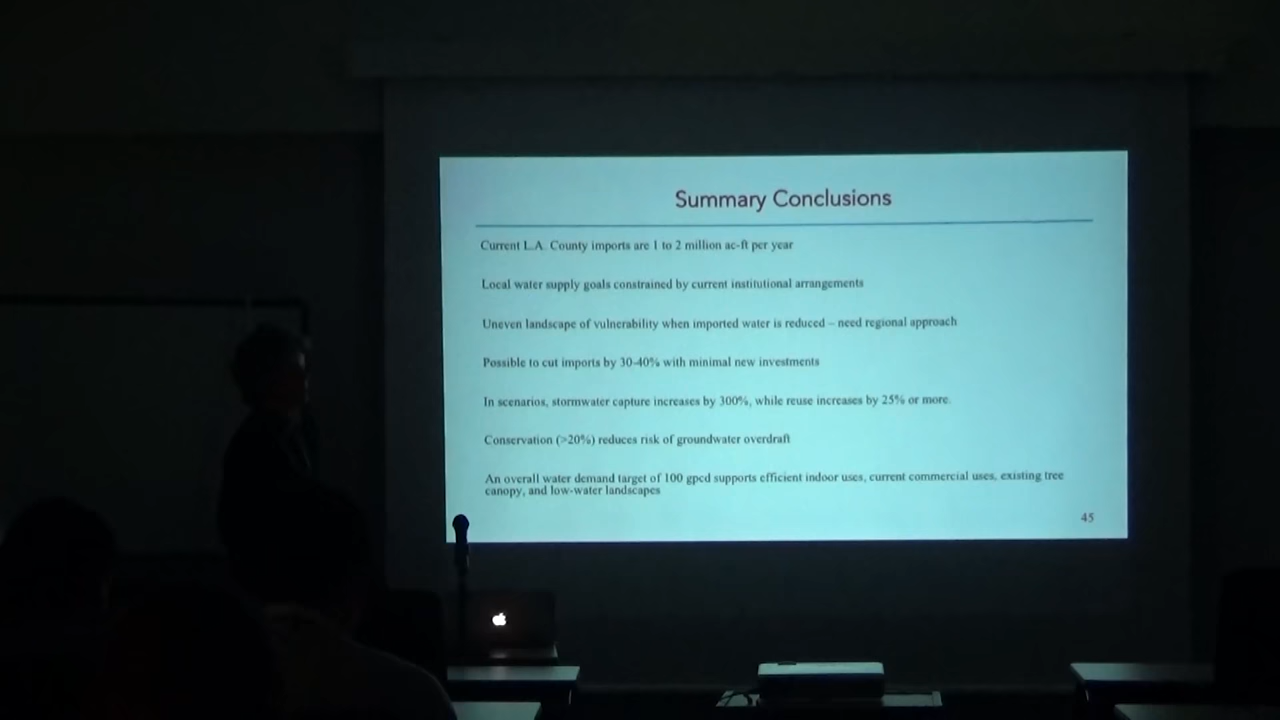 Summary Conclusions
Current L.A. County imports are 1 to 2 million ac-ft per year
Local water supply goals constrained by current institutional arrangements
Uneven landscape of vulnerability when imported water is reduced – need regional approach
Possible to cut imports by 30-40% with minimal new investments
In scenarios, stormwater capture increases by 300%, while reuse increases by 25% or more.
Conservation (>20%) reduces risk of groundwater overdraft
An overall water demand target of 100 gpcd supports efficient indoor uses, current commercial uses, existing tree
canopy, and low-water landscapes
45